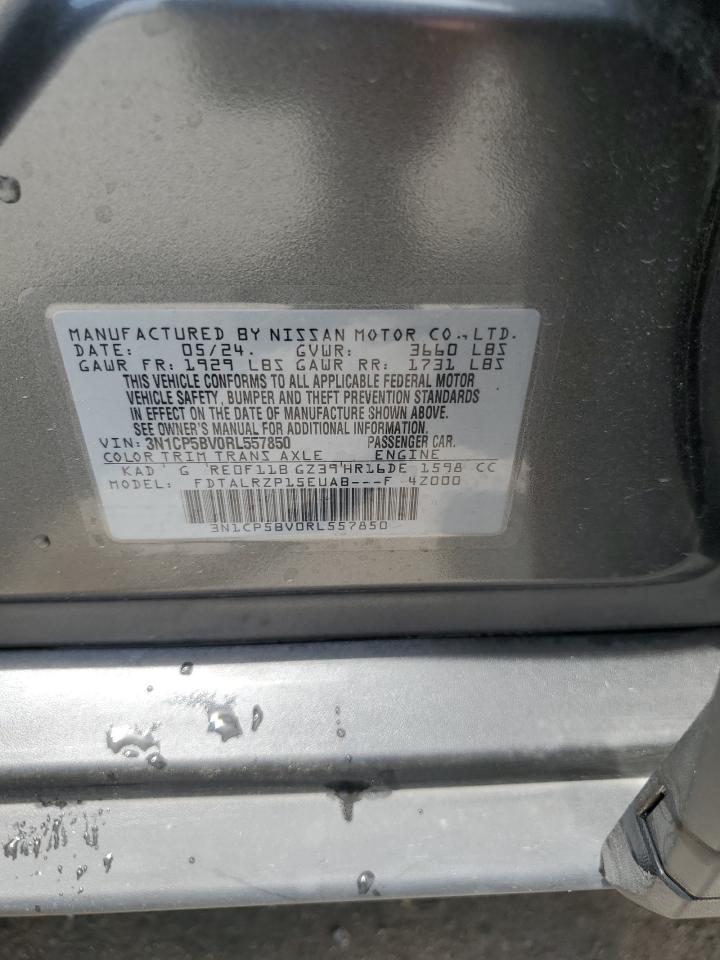 MANUFACTURED BY NISSAN MOTOR CO., LTD.
DATE: 05/24. GVWR: 3660 LBS
GAWR FR: 1929 LBS GAWR RR: 1731 LBS
THIS VEHICLE CONFORMS TO ALL APPLICABLE FEDERAL MOTOR
VEHICLE SAFETY, BUMPER AND THEFT PREVENTION STANDARDS
IN EFFECT ON THE DATE OF MANUFACTURE SHOWN ABOVE.
SEE OWNER'S MANUAL FOR ADDITIONAL INFORMATION.
VIN: 3N1CP5BV0RL557850 PASSENGER CAR.
COLOR TRIM TRANS AXLE ENGINE
KAD G RE0F11B GZ39 HR16DE 1598 CC
MODEL: FDTALRZP15EUAB---F 4Z000
3N1CP5BV0RL557850